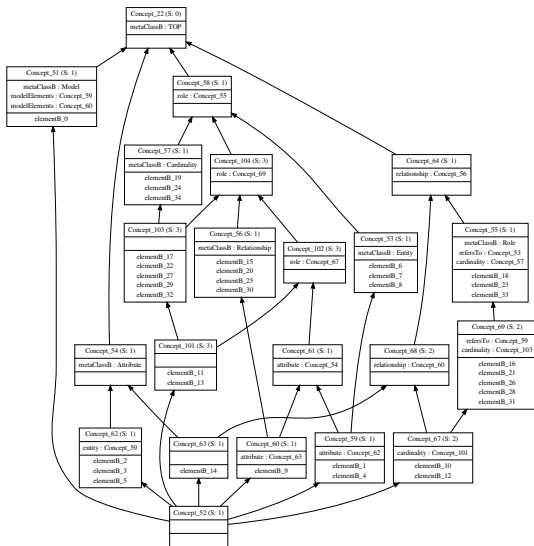 Concept_22 (S: 0)
metaClassB : TOP
Concept_51 (S: 1)
metaClassB : Model
modelElements : Concept_59
modelElements : Concept_60
elementB_0
Concept_58 (S: 1)
role : Concept_55
Concept_57 (S: 1)
metaClassB : Cardinality
elementB_19
elementB_24
elementB_34
Concept_104 (S: 3)
role : Concept_69
Concept_64 (S: 1)
relationship : Concept_56
Concept_103 (S: 3)
elementB_17
elementB_22
elementB_27
elementB_29
elementB_32
Concept_56 (S: 1)
metaClassB : Relationship
elementB_15
elementB_20
elementB_25
elementB_30
Concept_102 (S: 3)
role : Concept_67
Concept_53 (S: 1)
metaClassB : Entity
elementB_6
elementB_7
elementB_8
Concept_55 (S: 1)
metaClassB : Role
refersTo : Concept_53
cardinality : Concept_57
elementB_18
elementB_23
elementB_33
Concept_54 (S: 1)
metaClassB : Attribute
Concept_101 (S: 3)
elementB_11
elementB_13
Concept_61 (S: 1)
attribute : Concept_54
Concept_68 (S: 2)
relationship : Concept_60
Concept_69 (S: 2)
refersTo : Concept_59
cardinality : Concept_103
elementB_16
elementB_21
elementB_26
elementB_28
elementB_31
Concept_62 (S: 1)
entity : Concept_59
elementB_2
elementB_3
elementB_5
Concept_63 (S: 1)
elementB_14
Concept_60 (S: 1)
attribute : Concept_63
elementB_9
Concept_59 (S: 1)
attribute : Concept_62
elementB_1
elementB_4
Concept_67 (S: 2)
cardinality : Concept_101
elementB_10
elementB_12
Concept_52 (S: 1)